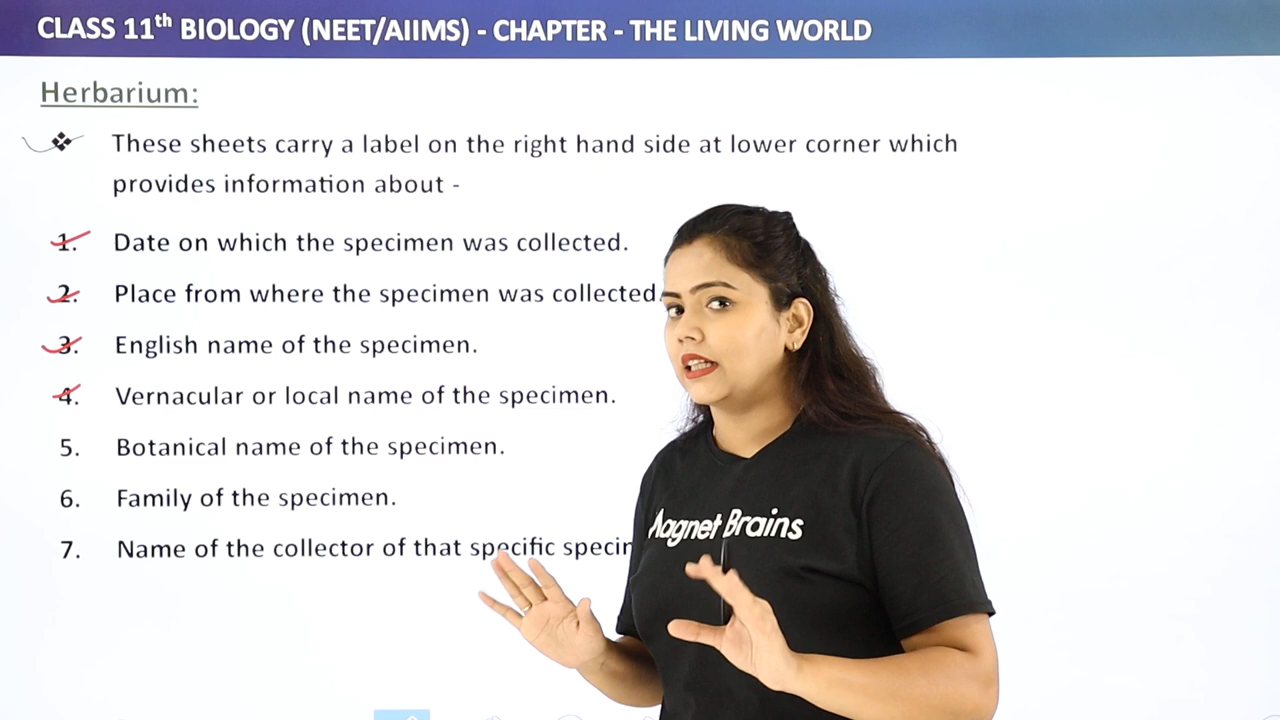 CLASS 11th BIOLOGY (NEET/AIIMS) - CHAPTER - THE LIVING WORLD
Herbarium:
❖ These sheets carry a label on the right hand side at lower corner which
provides information about -
1. Date on which the specimen was collected.
2. Place from where the specimen was collected.
3. English name of the specimen.
4. Vernacular or local name of the specimen.
5. Botanical name of the specimen.
6. Family of the specimen.
7. Name of the collector of that specific
Magnet Brains